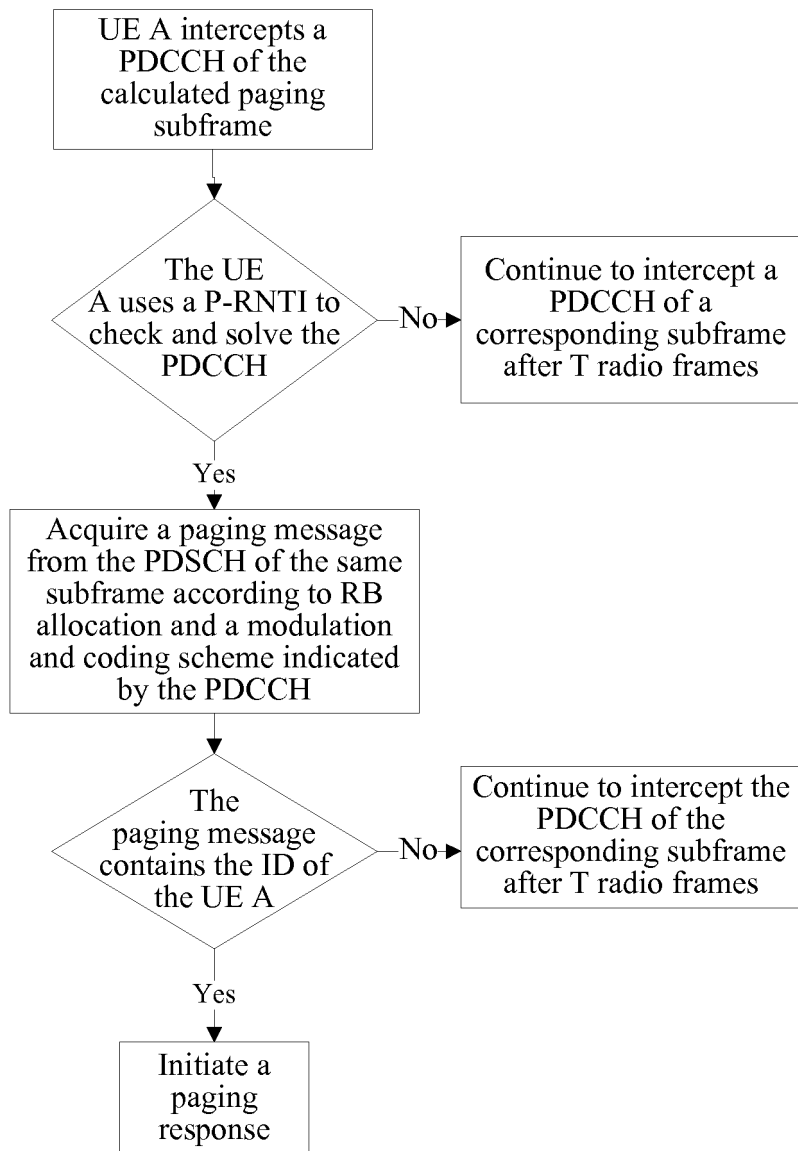 UE A intercepts a
PDCCH of the
calculated paging
subframe
The UE
A uses a P-RNTI to
check and solve the
PDCCH
No
Continue to intercept a
PDCCH of a
corresponding subframe
after T radio frames
Yes
Acquire a paging message
from the PDSCH of the same
subframe according to RB
allocation and a modulation
and coding scheme indicated
by the PDCCH
The
paging message
contains the ID of
the UE A
No
Continue to intercept the
PDCCH of the
corresponding subframe
after T radio frames
Yes
Initiate a
paging
response